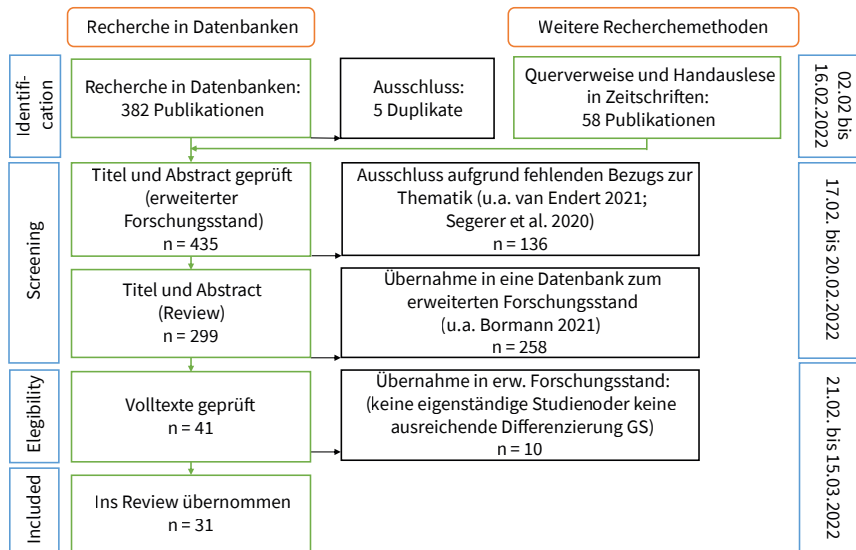 Recherche in Datenbanken
Weitere Recherchemethoden
Identifi-
cation
Recherche in Datenbanken:
382 Publikationen
Ausschluss:
5 Duplikate
Querverweise und Handauslese
in Zeitschriften:
58 Publikationen
02.02 bis
16.02.2022
Screening
Titel und Abstract geprüft
(erweiterter
Forschungsstand)
n = 435
Ausschluss aufgrund fehlenden Bezugs zur
Thematik (u.a. van Endert 2021;
Segerer et al. 2020)
n = 136
17.02. bis 20.02.2022
Titel und Abstract
(Review)
n = 299
Übernahme in eine Datenbank zum
erweiterten Forschungsstand
(u.a. Bormann 2021)
n = 258
Elegibility
Volltexte geprüft
n = 41
Übernahme in erw. Forschungsstand:
(keine eigenständige Studienoder keine
ausreichende Differenzierung GS)
n = 10
21.02. bis 15.03.2022
Included
Ins Review übernommen
n = 31